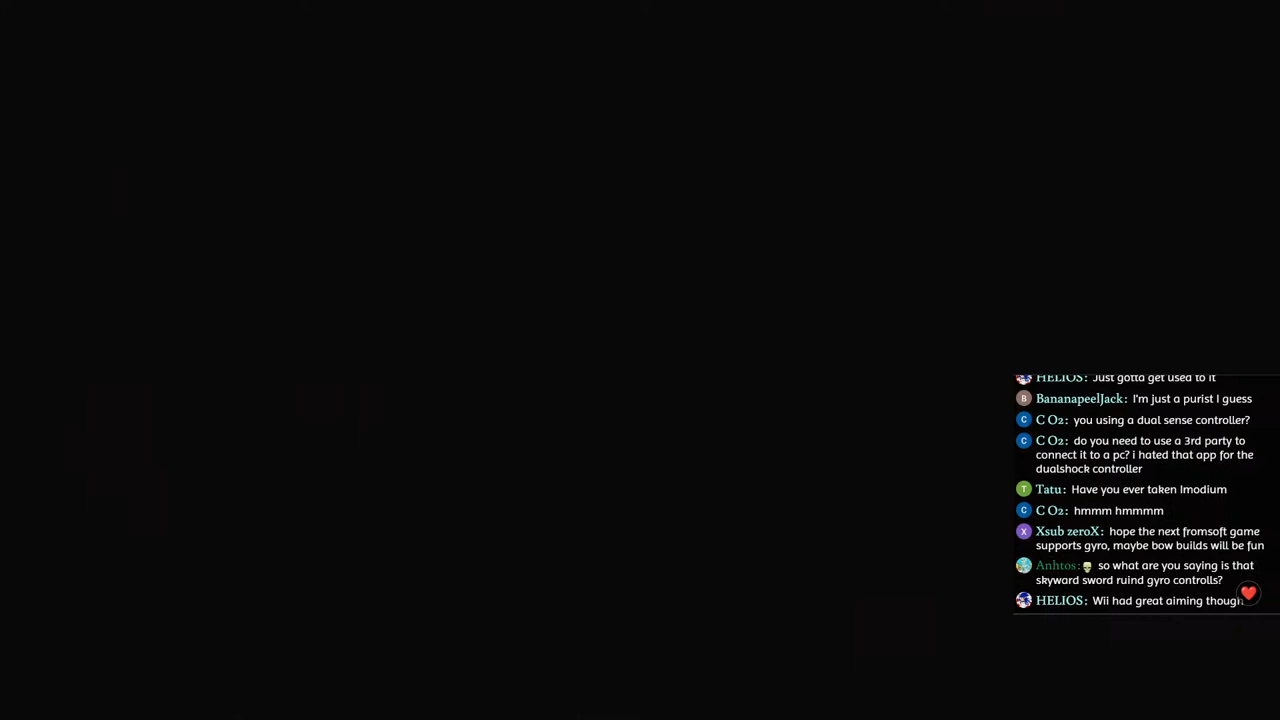 HELIOS: Just gotta get used to it
B BananapeelJack: I'm just a purist I guess
C C O2: you using a dual sense controller?
C C O2: do you need to use a 3rd party to
connect it to a pc? i hated that app for the
dualshock controller
T Tatu: Have you ever taken Imodium
C C O2: hmmm hmmmm
X Xsub zeroX: hope the next fromsoft game
supports gyro, maybe bow builds will be fun
Anhtos: so what are you saying is that
skyward sword ruind gyro controlls?
HELIOS: Wii had great aiming though